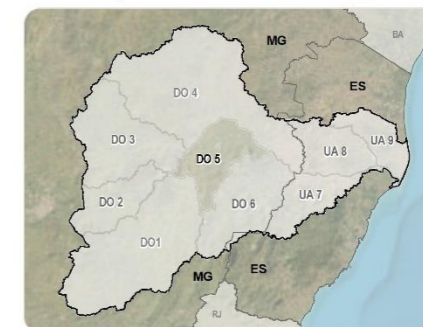 MG
BA
ES
DO 4
DO 3
DO 5
UA 8
UA 9
DO 2
DO 6
UA 7
DO1
MG
ES
RJ